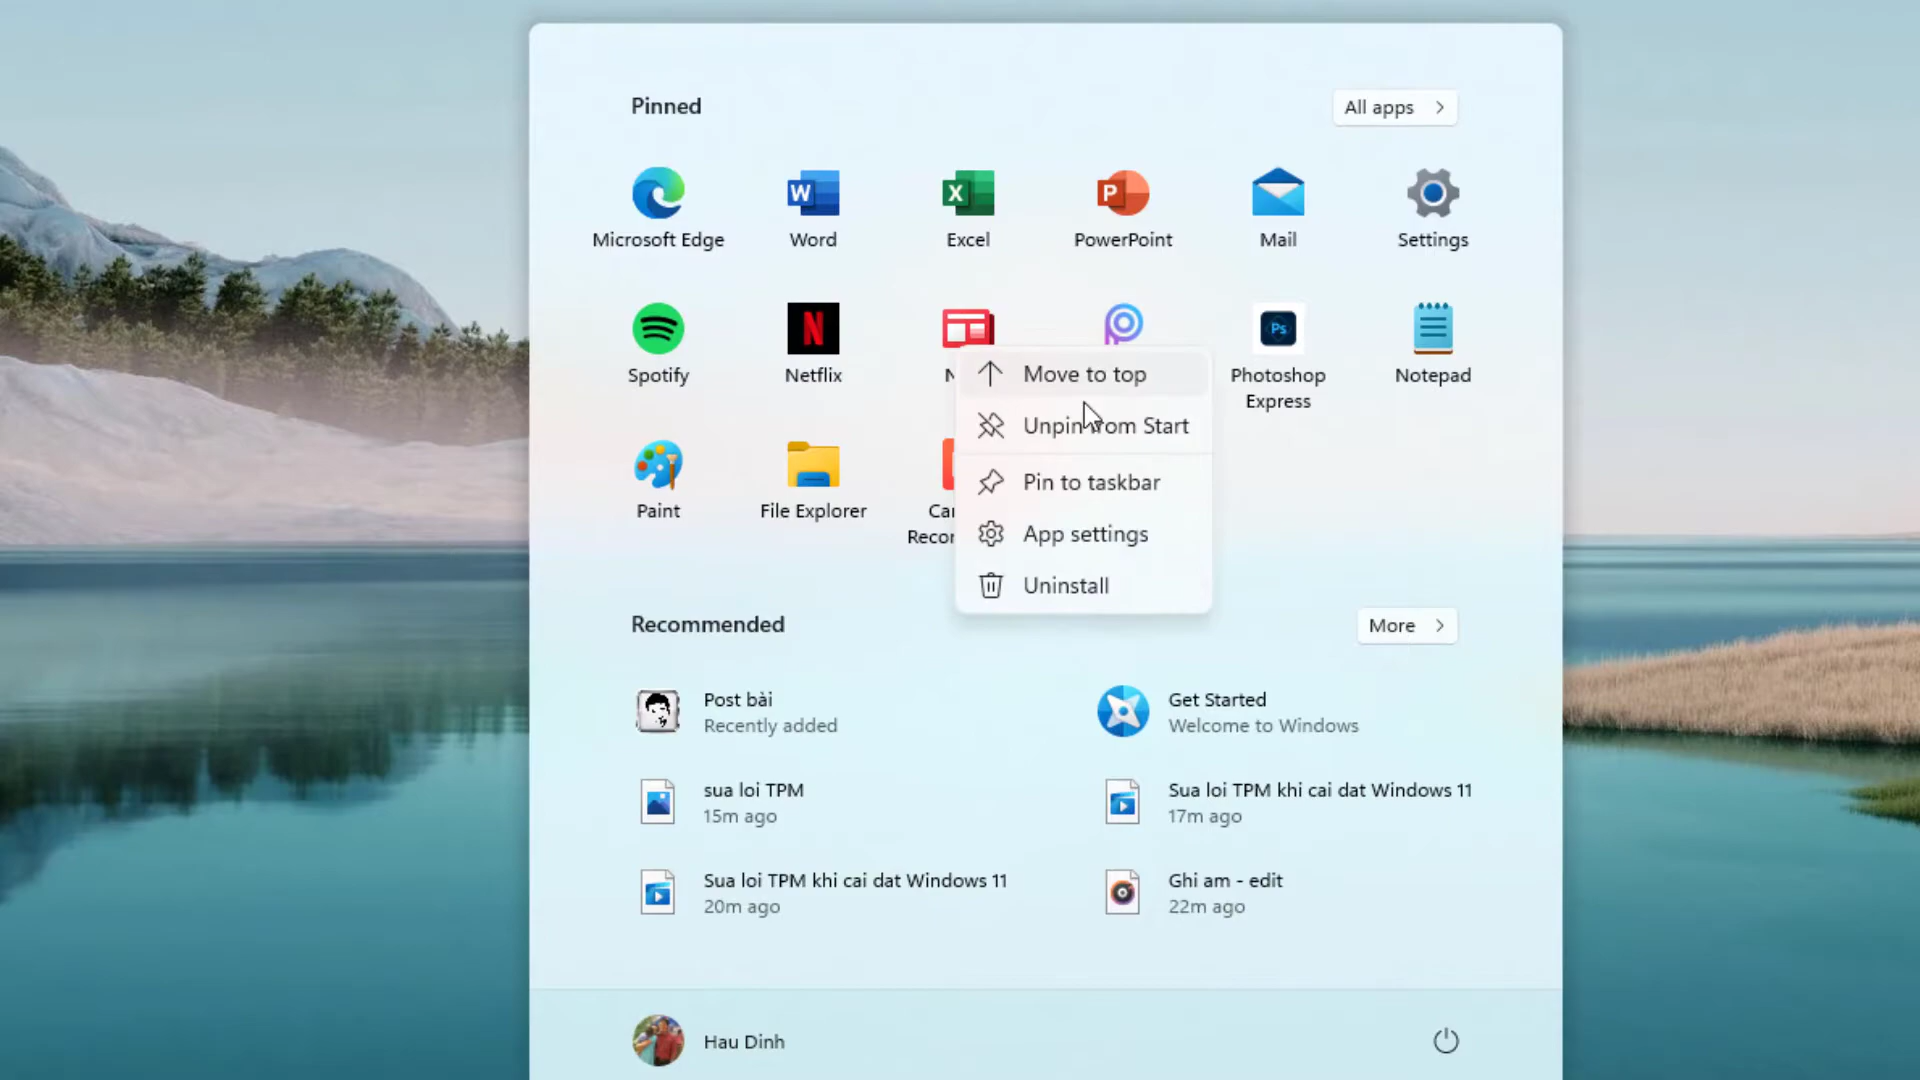 Pinned
All apps
W
X
P
Microsoft Edge
Word
Excel
PowerPoint
Mail
Settings
N
Ps
Spotify
Netflix
Photoshop
Express
Notepad
Move to top
Unpin from Start
Pin to taskbar
App settings
Uninstall
Paint
File Explorer
Recommended
More
Post bài
Recently added
Get Started
Welcome to Windows
sua loi TPM
15m ago
Sua loi TPM khi cai dat Windows 11
17m ago
Sua loi TPM khi cai dat Windows 11
20m ago
Ghi am - edit
22m ago
Hau Dinh